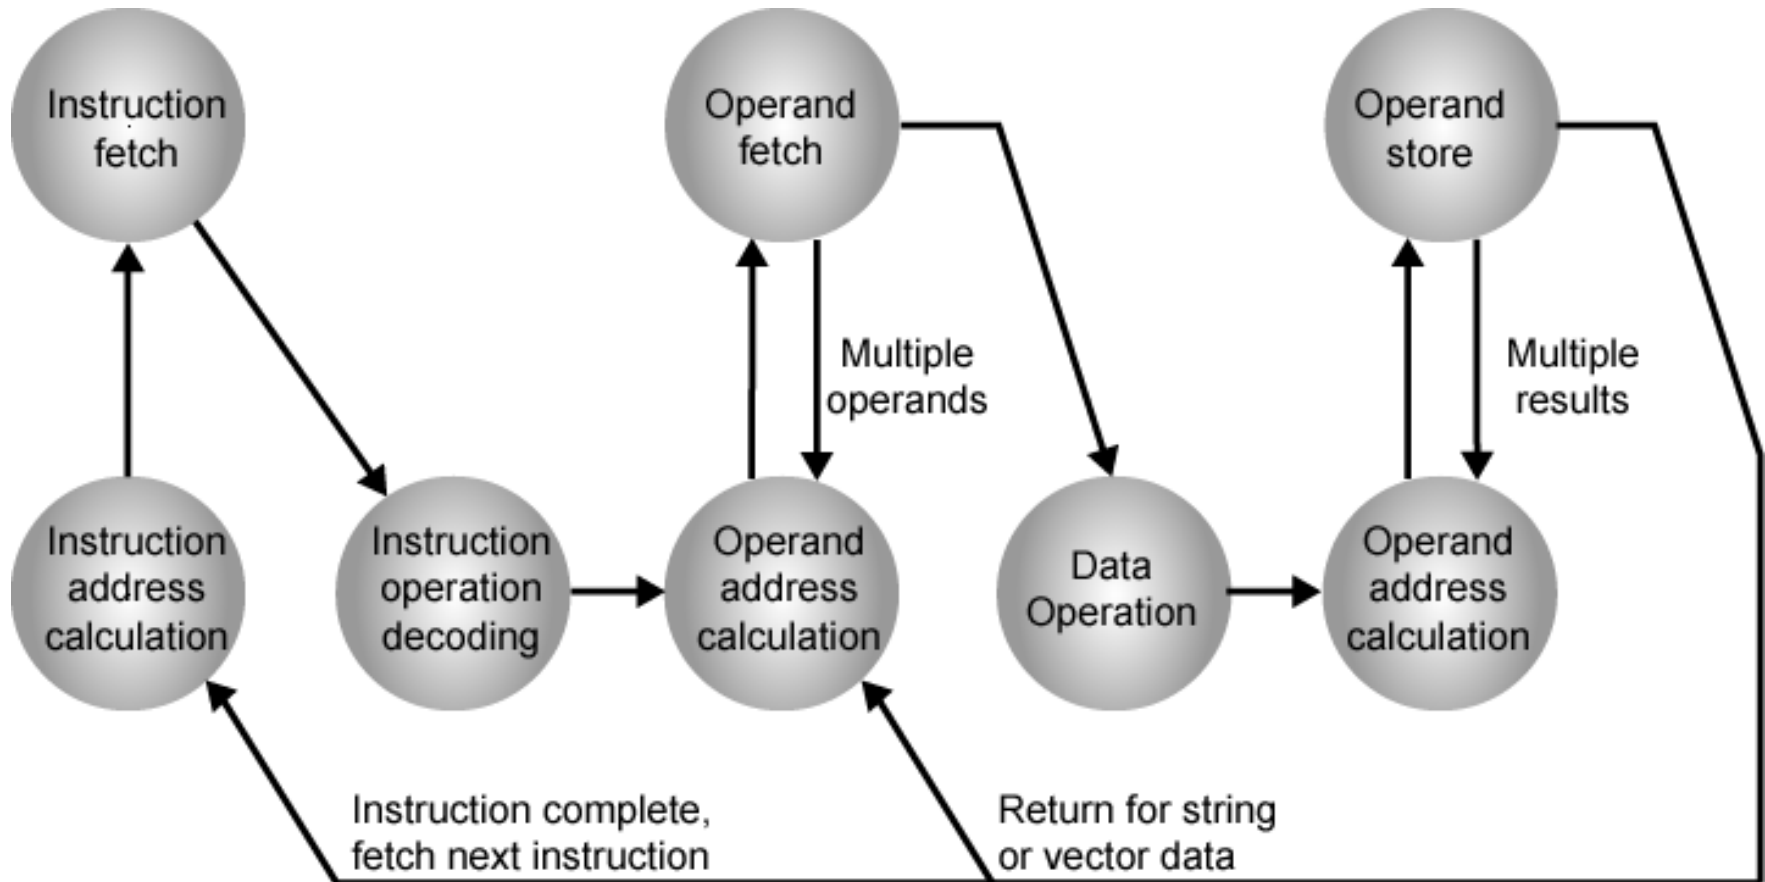 Instruction
fetch
Operand
fetch
Operand
store
Multiple
operands
Multiple
results
Instruction
address
calculation
Instruction
operation
decoding
Operand
address
calculation
Data
Operation
Operand
address
calculation
Instruction complete,
fetch next instruction
Return for string
or vector data